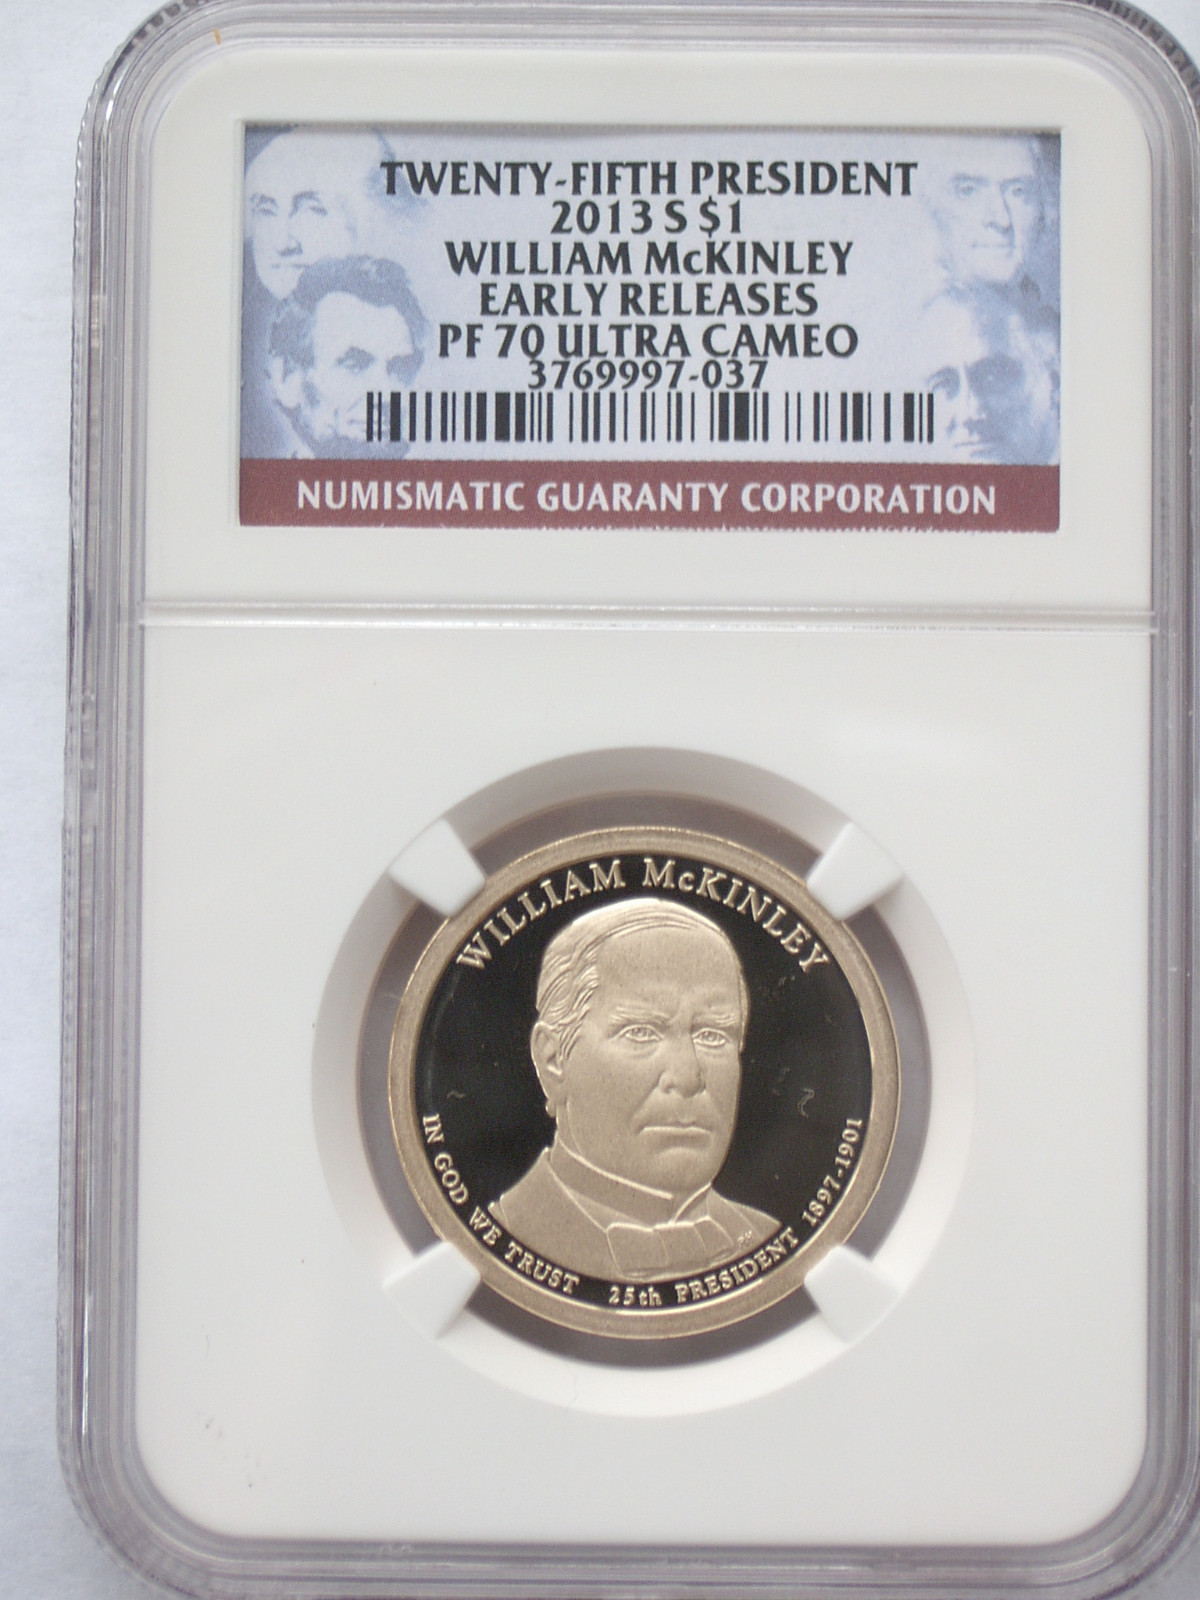 TWENTY-FIFTH PRESIDENT
2013 S $1
WILLIAM McKINLEY
EARLY RELEASES
PF 70 ULTRA CAMEO
3769997-037
NUMISMATIC GUARANTY CORPORATION
WILLIAM McKINLEY
IN GOD WE TRUST 25th PRESIDENT 1897-1901